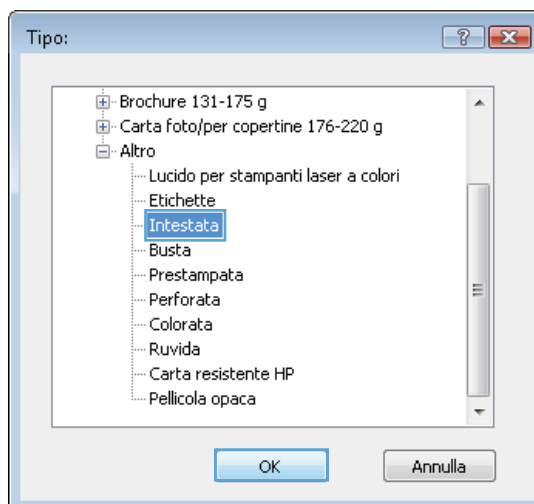 Tipo:
Brochure 131-175 g
Carta foto/per copertine 176-220 g
Altro
Lucido per stampanti laser a colori
Etichette
Intestata
Busta
Prestampata
Perforata
Colorata
Ruvida
Carta resistente HP
Pellicola opaca
OK
Annulla